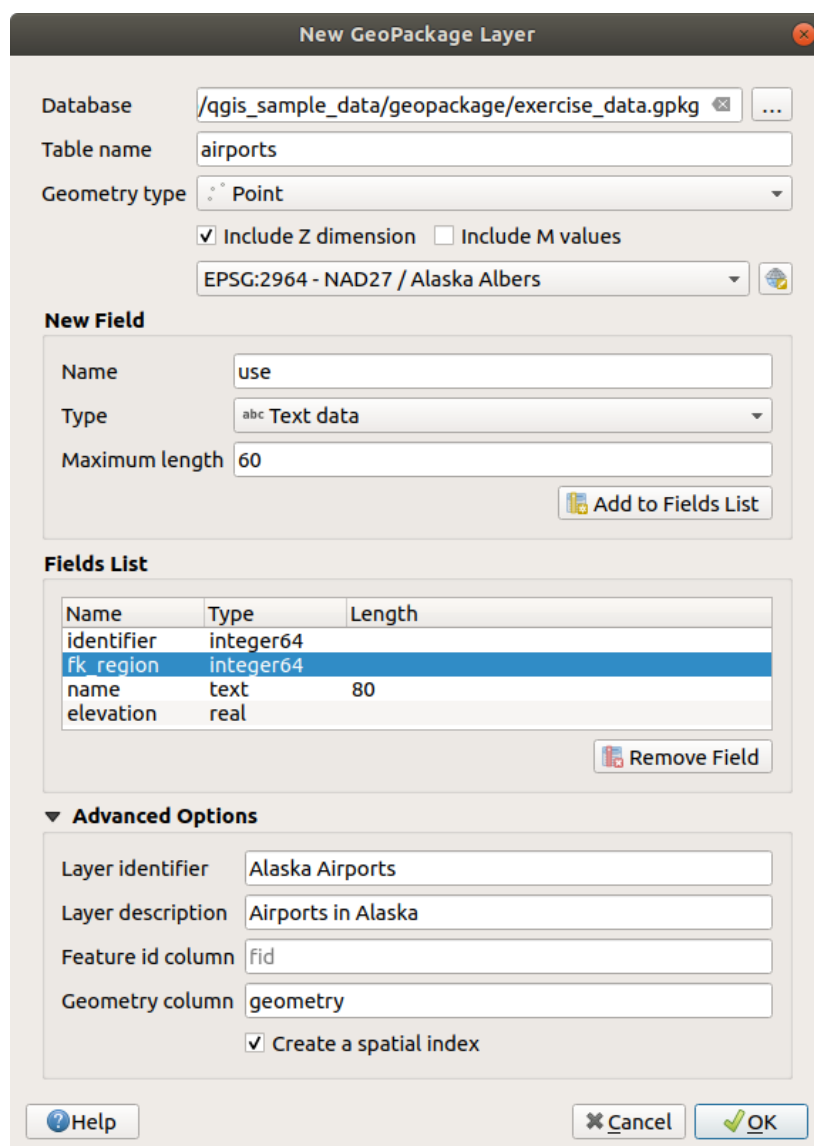 New GeoPackage Layer
Database /qgis_sample_data/geopackage/exercise_data.gpkg ...
Table name airports
Geometry type Point
Include Z dimension Include M values
EPSG:2964 - NAD27 / Alaska Albers
New Field
Name use
Type abc Text data
Maximum length 60
Add to Fields List
Fields List
Name Type Length
identifier integer64
fk_region integer64
name text 80
elevation real
Remove Field
Advanced Options
Layer identifier Alaska Airports
Layer description Airports in Alaska
Feature id column fid
Geometry column geometry
Create a spatial index
Help Cancel OK